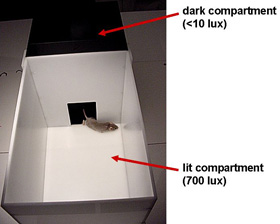 dark compartment
(<10 lux)
lit compartment
(700 lux)